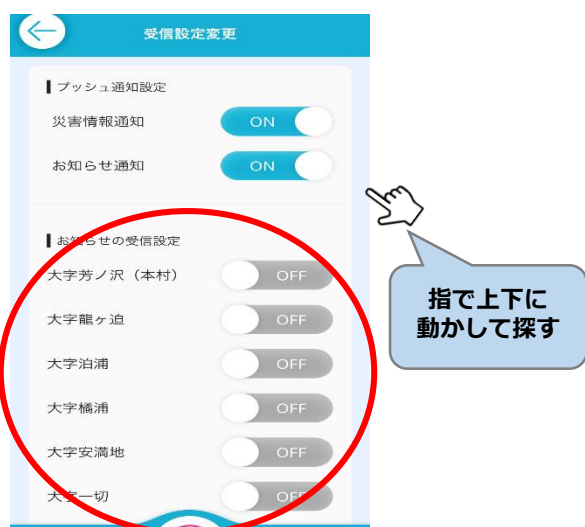 受信設定変更
プッシュ通知設定
災害情報通知 ON
お知らせ通知 ON
お知らせの受信設定
大字芳ノ沢（本村） OFF
大字龍ヶ迫 OFF
大字泊浦 OFF
大字橘浦 OFF
大字安満地 OFF
大字一切 OFF
指で上下に
動かして探す